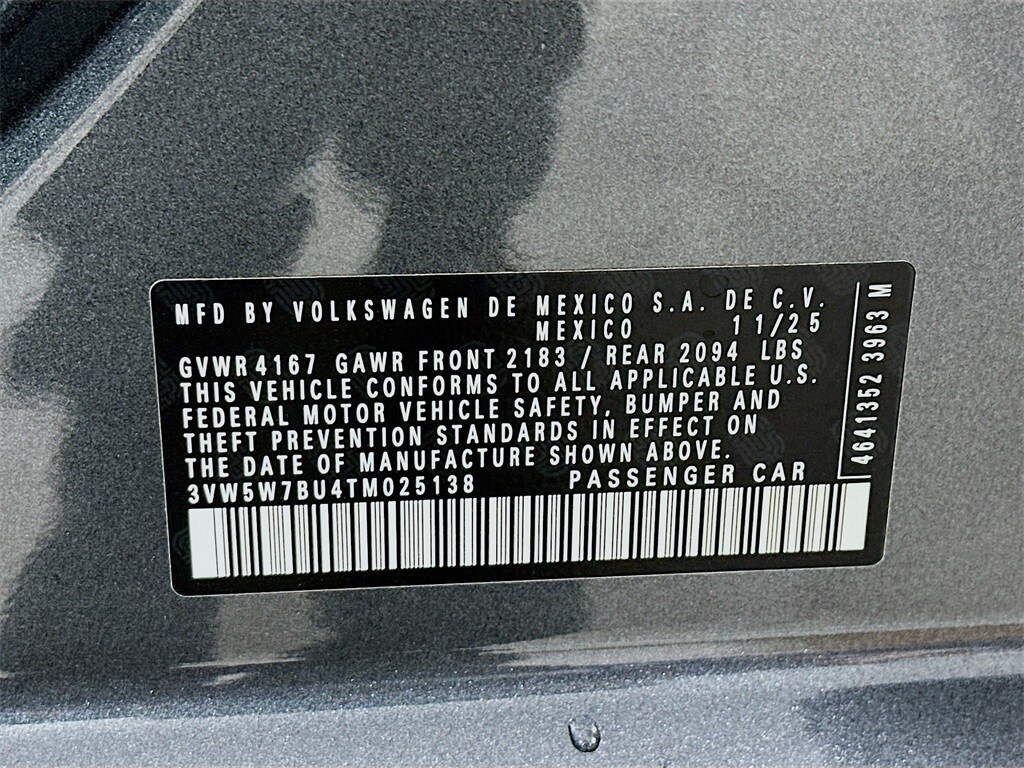 MFD BY VOLKSWAGEN DE MEXICO S.A. DE C.V.
MEXICO 11/25
GVWR 4167 GAWR FRONT 2183 / REAR 2094 LBS
THIS VEHICLE CONFORMS TO ALL APPLICABLE U.S.
FEDERAL MOTOR VEHICLE SAFETY, BUMPER AND
THEFT PREVENTION STANDARDS IN EFFECT ON
THE DATE OF MANUFACTURE SHOWN ABOVE.
3VW5W7BU4TM025138 PASSENGER CAR
4641352 3963 M